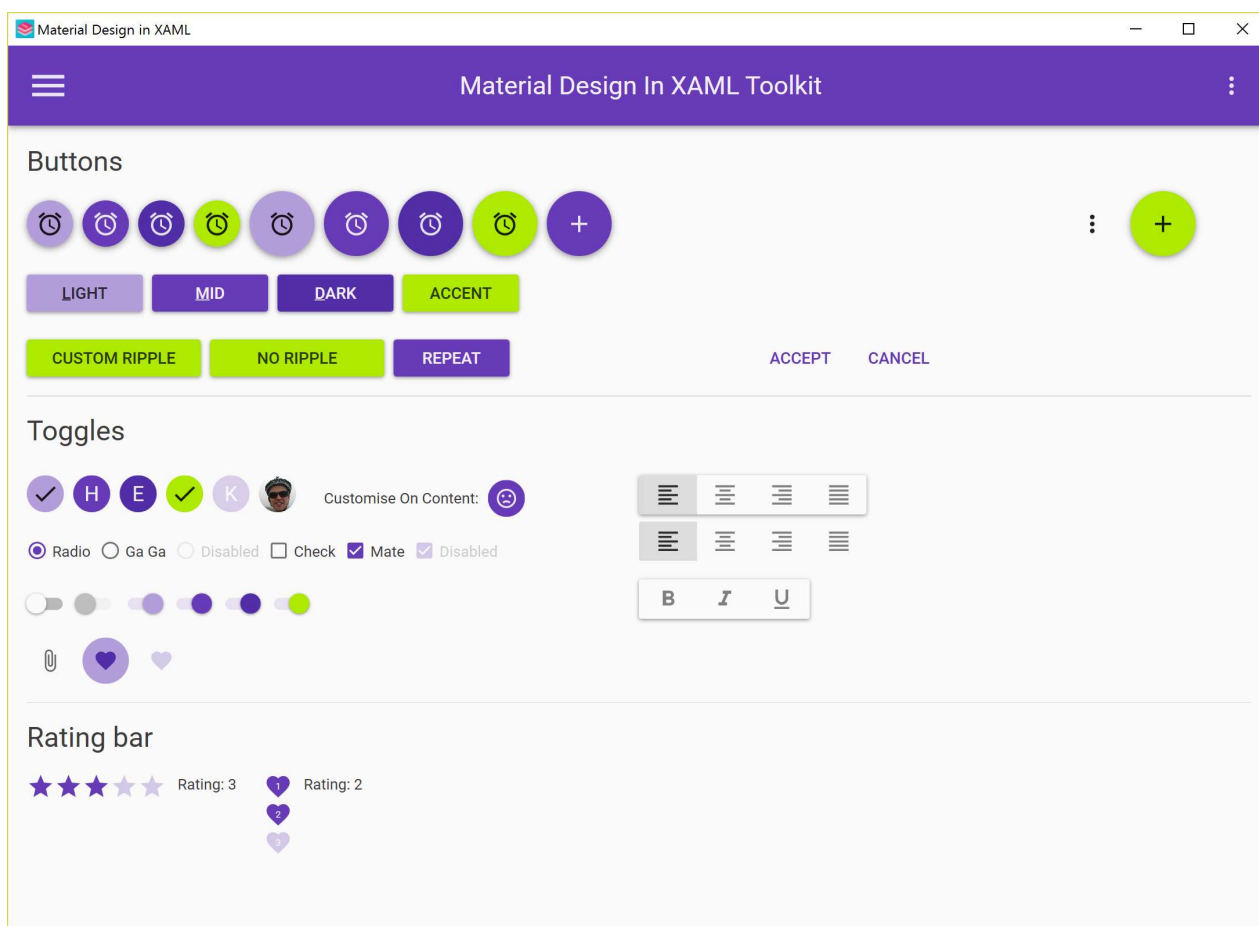 Material Design in XAML
Material Design In XAML Toolkit
Buttons
LIGHT MID DARK ACCENT
CUSTOM RIPPLE NO RIPPLE REPEAT ACCEPT CANCEL
Toggles
H E K Customise On Content:
Radio Ga Ga Disabled Check Mate Disabled
B I U
Rating bar
Rating: 3 1 Rating: 2
2
3